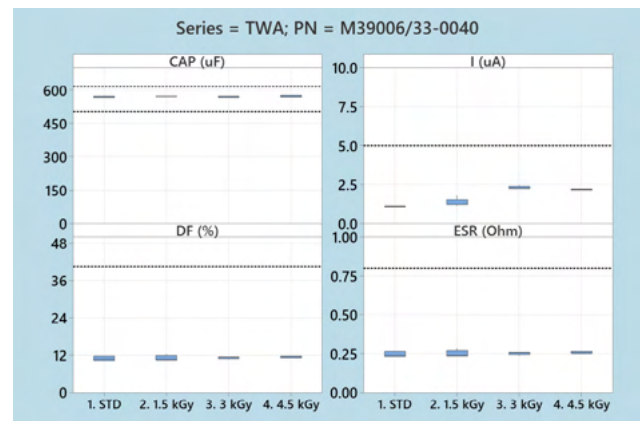 Series = TWA; PN = M39006/33-0040
CAP (uF)
600
450
300
150
0
I (uA)
10.0
7.5
5.0
2.5
0.0
DF (%)
48
36
24
12
0
1. STD 2. 1.5 kGy 3. 3 kGy 4. 4.5 kGy
ESR (Ohm)
1.00
0.75
0.50
0.25
0.00
1. STD 2. 1.5 kGy 3. 3 kGy 4. 4.5 kGy